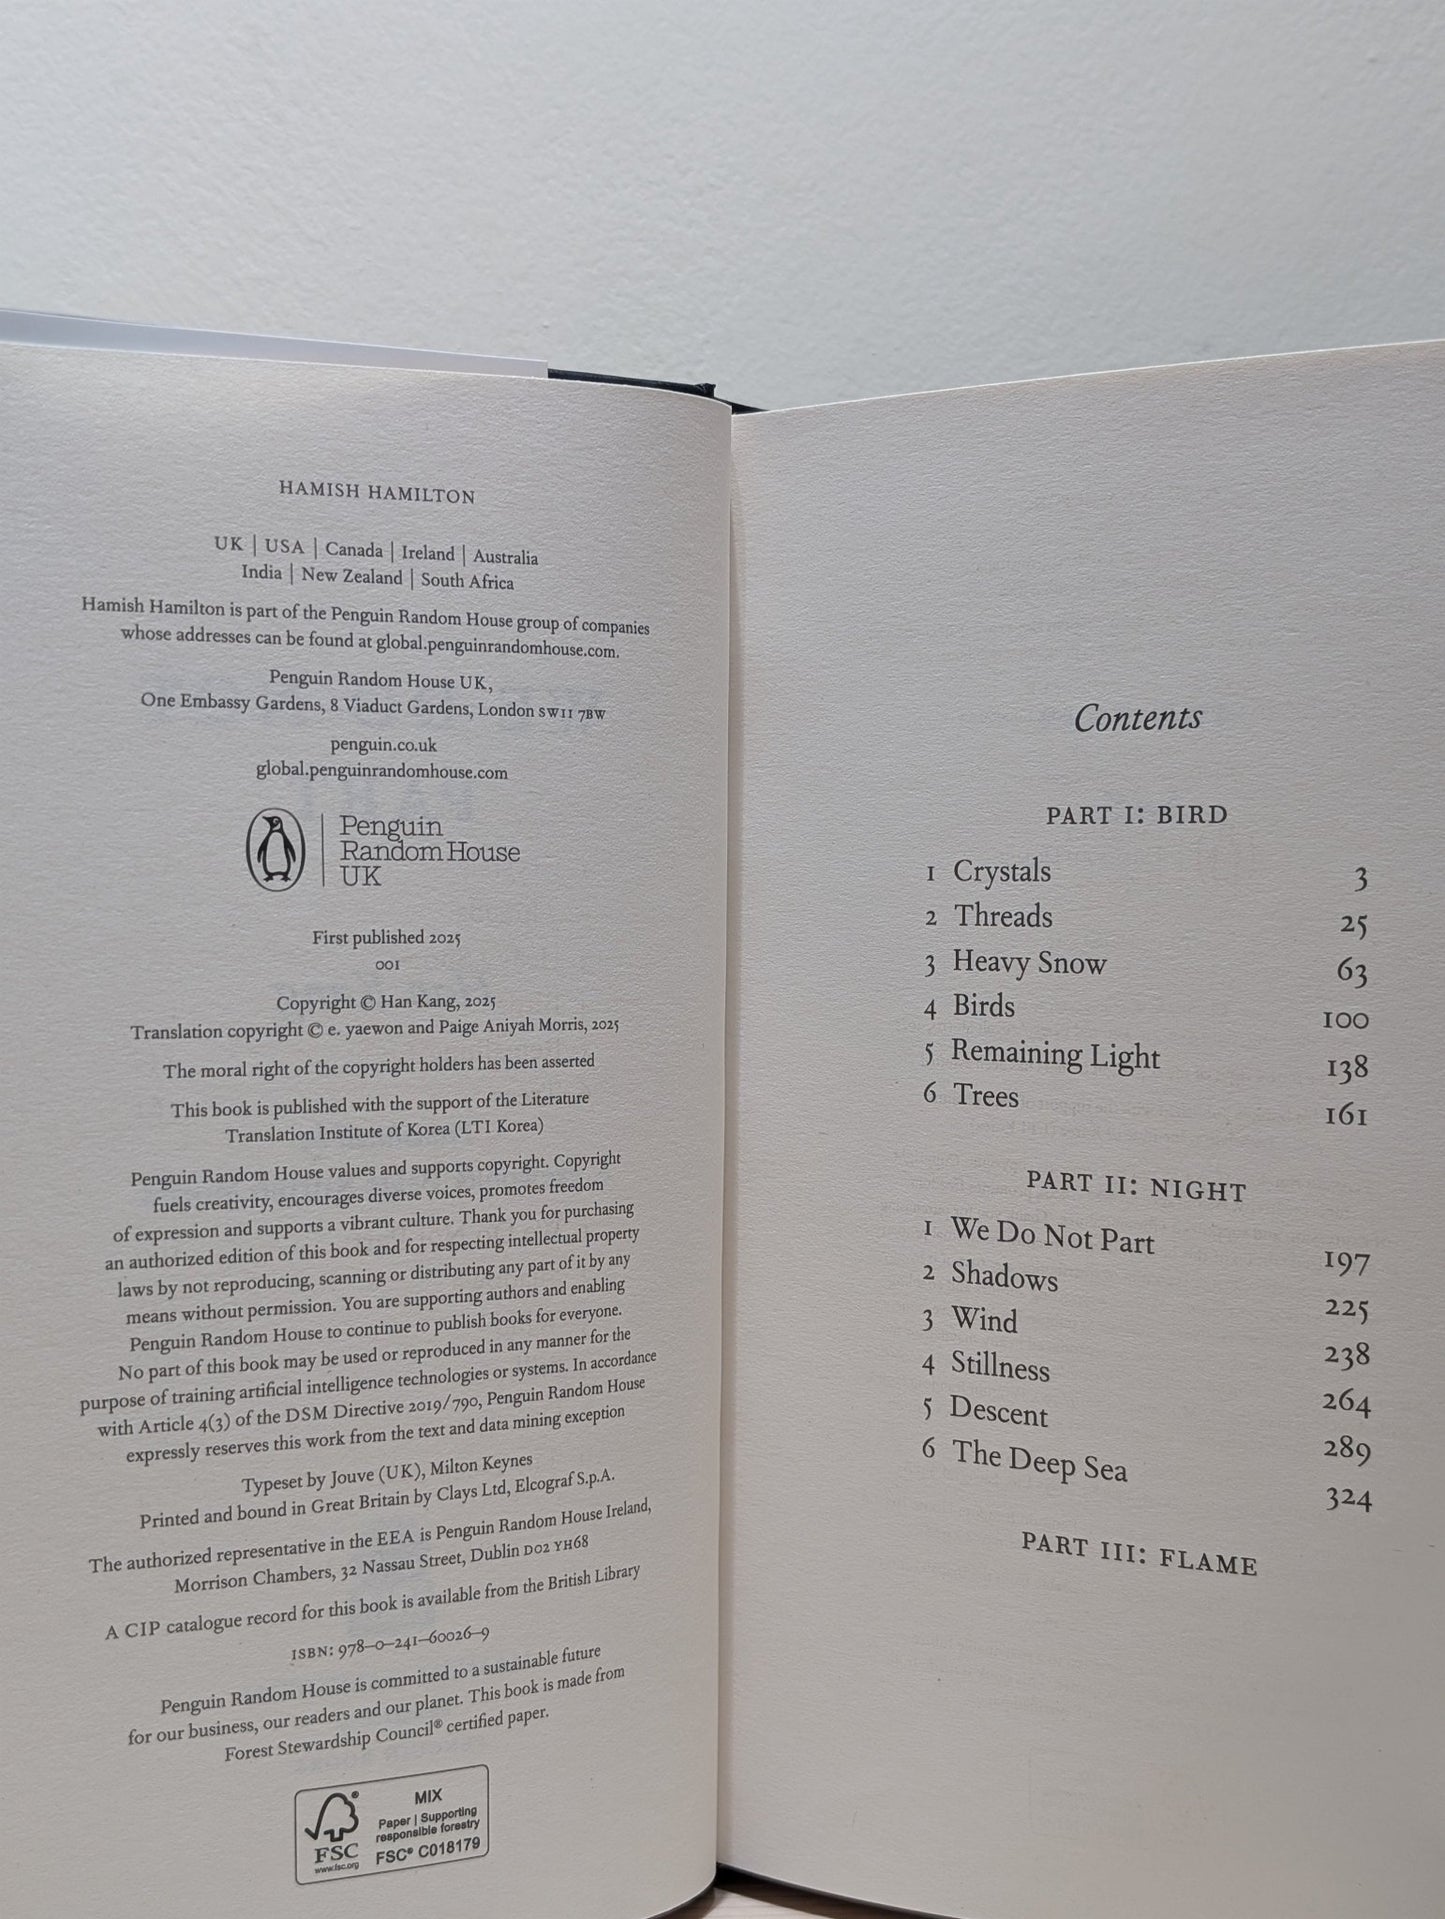 HAMISH HAMILTON
UK | USA | Canada | Ireland | Australia
India | New Zealand | South Africa
Hamish Hamilton is part of the Penguin Random House group of companies
whose addresses can be found at global.penguinrandomhouse.com.
Penguin Random House UK,
One Embassy Gardens, 8 Viaduct Gardens, London SW11 7BW
penguin.co.uk
global.penguinrandomhouse.com
Penguin
Random House
UK
First published 2025
001
Copyright © Han Kang, 2025
Translation copyright © e. yaewon and Paige Aniyah Morris, 2025
The moral right of the copyright holders has been asserted
This book is published with the support of the Literature
Translation Institute of Korea (LTI Korea)
Penguin Random House values and supports copyright. Copyright
fuels creativity, encourages diverse voices, promotes freedom
of expression and supports a vibrant culture. Thank you for purchasing
an authorized edition of this book and for respecting intellectual property
laws by not reproducing, scanning or distributing any part of it by any
means without permission. You are supporting authors and enabling
Penguin Random House to continue to publish books for everyone.
No part of this book may be used or reproduced in any manner for the
purpose of training artificial intelligence technologies or systems. In accordance
with Article 4(3) of the DSM Directive 2019/790, Penguin Random House
expressly reserves this work from the text and data mining exception
Typeset by Jouve (UK), Milton Keynes
Printed and bound in Great Britain by Clays Ltd, Elcograf S.p.A.
The authorized representative in the EEA is Penguin Random House Ireland,
Morrison Chambers, 32 Nassau Street, Dublin D02 YH68
A CIP catalogue record for this book is available from the British Library
ISBN: 978–0–241–60026–9
Penguin Random House is committed to a sustainable future
for our business, our readers and our planet. This book is made from
Forest Stewardship Council® certified paper.
FSC
www.fsc.org
MIX
Paper | Supporting
responsible forestry
FSC® C018179
Contents
PART I: BIRD
1 Crystals 3
2 Threads 25
3 Heavy Snow 63
4 Birds 100
5 Remaining Light 138
6 Trees 161
PART II: NIGHT
1 We Do Not Part 197
2 Shadows 225
3 Wind 238
4 Stillness 264
5 Descent 289
6 The Deep Sea 324
PART III: FLAME